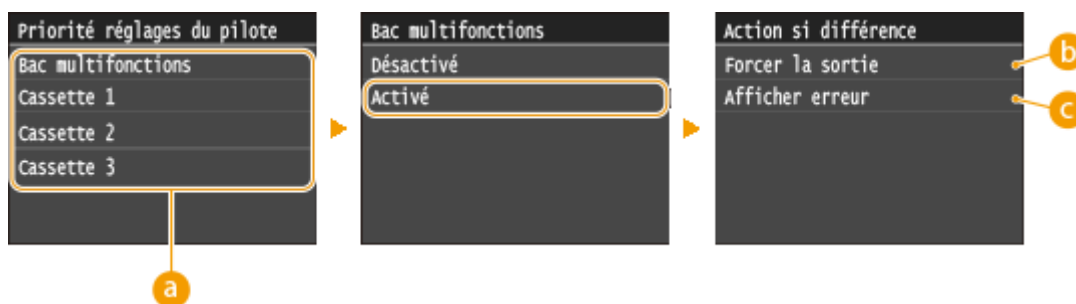 Priorité réglages du pilote
Bac multifonctions
Cassette 1
Cassette 2
Cassette 3
a
Bac multifonctions
Désactivé
Activé
Action si différence
Forcer la sortie
b
Afficher erreur
c